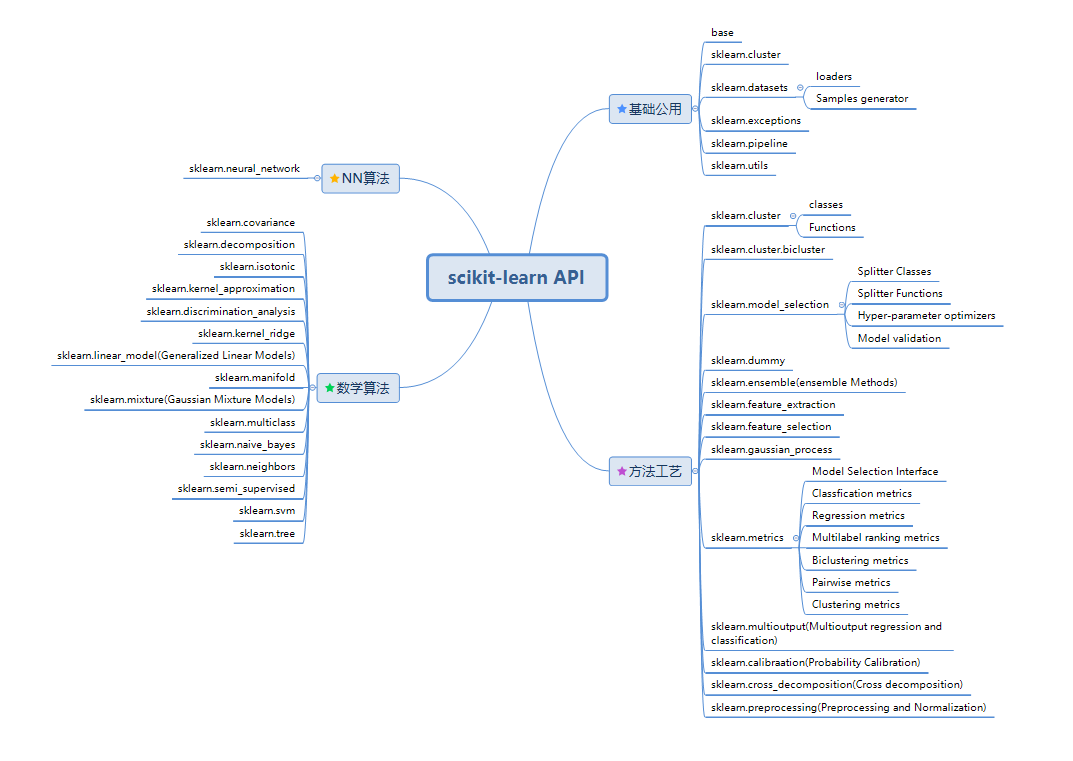 scikit-learn API
基础公用
base
sklearn.cluster
sklearn.datasets
loaders
Samples generator
sklearn.exceptions
sklearn.pipeline
sklearn.utils
方法工艺
sklearn.cluster
classes
Functions
sklearn.cluster.bicluster
sklearn.model_selection
Splitter Classes
Splitter Functions
Hyper-parameter optimizers
Model validation
sklearn.dummy
sklearn.ensemble(ensemble Methods)
sklearn.feature_extraction
sklearn.feature_selection
sklearn.gaussian_process
sklearn.metrics
Model Selection Interface
Classfication metrics
Regression metrics
Multilabel ranking metrics
Biclustering metrics
Pairwise metrics
Clustering metrics
sklearn.multioutput(Multioutput regression and
classification)
sklearn.calibraation(Probability Calibration)
sklearn.cross_decomposition(Cross decomposition)
sklearn.preprocessing(Preprocessing and Normalization)
NN算法
sklearn.neural_network
数学算法
sklearn.covariance
sklearn.decomposition
sklearn.isotonic
sklearn.kernel_approximation
sklearn.discrimination_analysis
sklearn.kernel_ridge
sklearn.linear_model(Generalized Linear Models)
sklearn.manifold
sklearn.mixture(Gaussian Mixture Models)
sklearn.multiclass
sklearn.naive_bayes
sklearn.neighbors
sklearn.semi_supervised
sklearn.svm
sklearn.tree